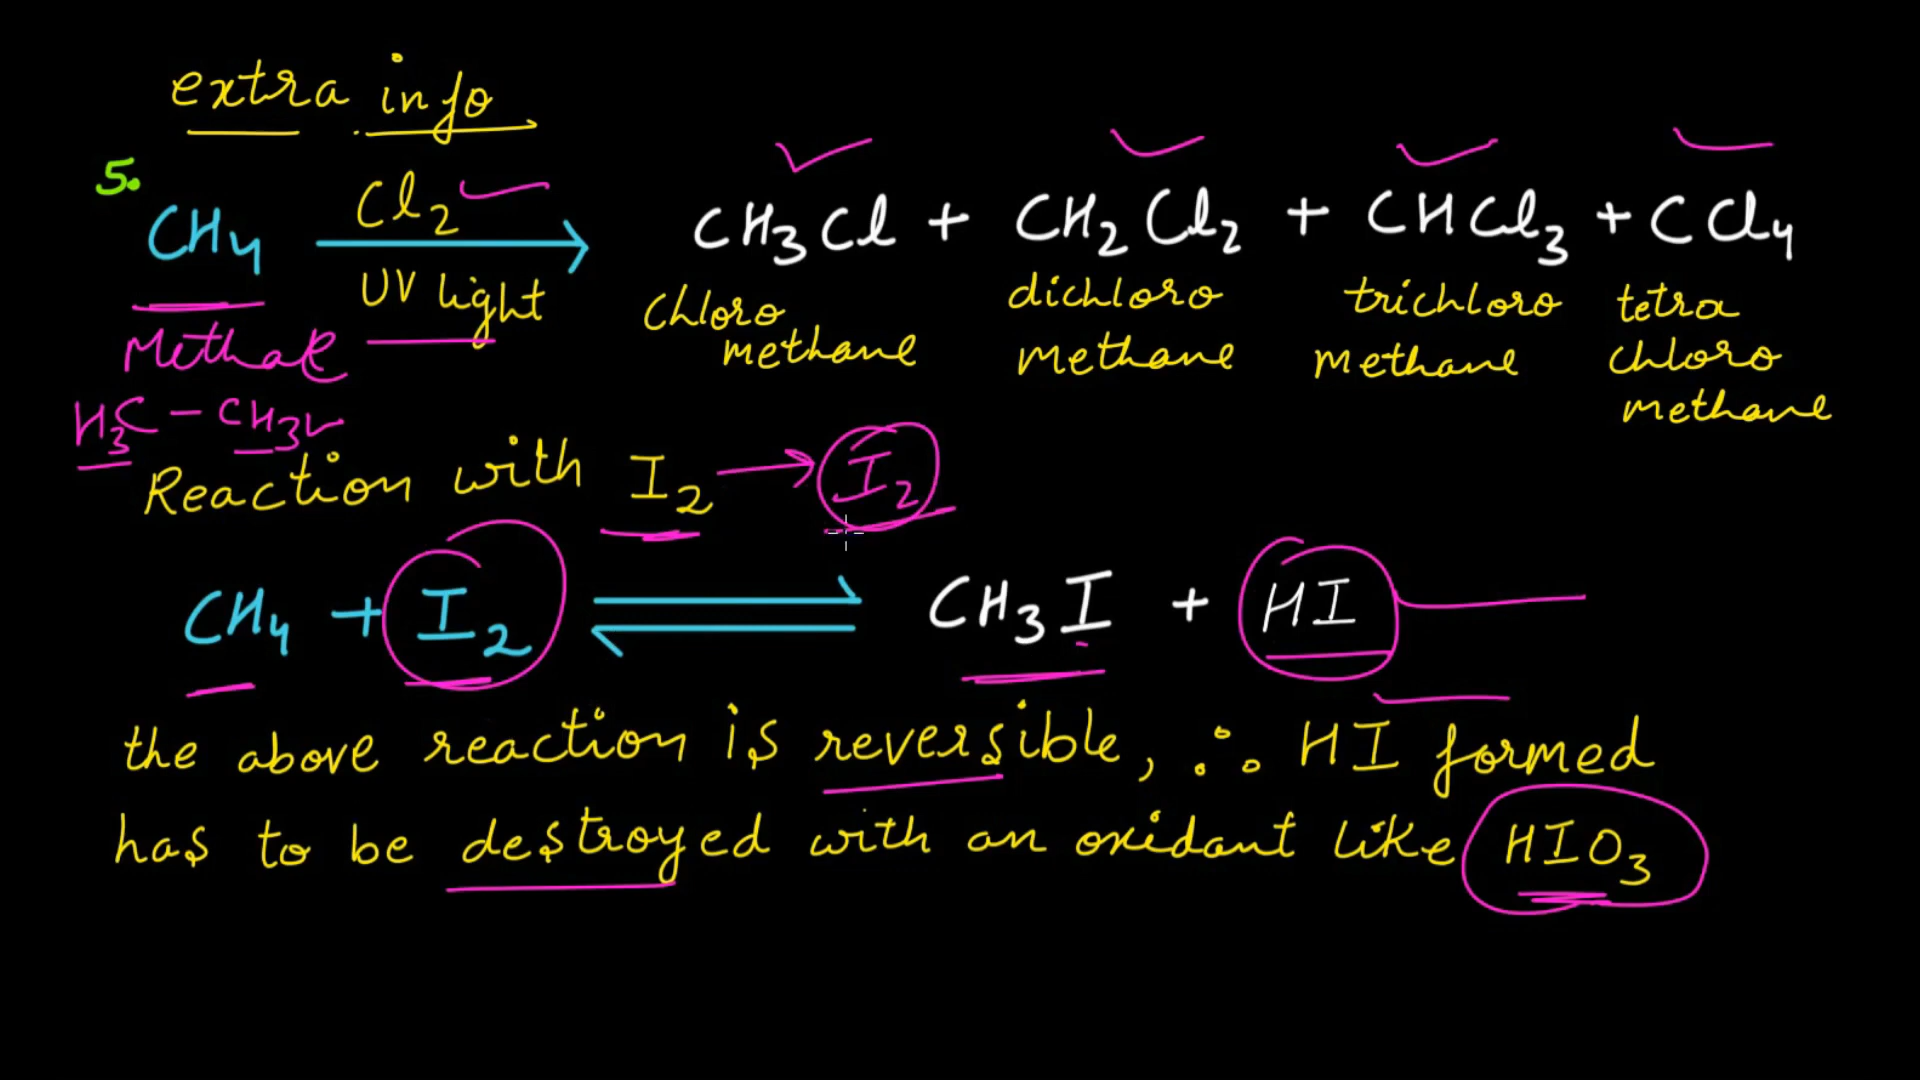 extra info
5.
CH4 Cl2 UV light CH3Cl + CH2Cl2 + CHCl3 + CCl4
chloro methane dichloro methane trichloro methane tetra chloro methane
H3C - CH3
Reaction with I2 → I2
CH4 + I2 ⇌ CH3I + HI
the above reaction is reversible, ∴ HI formed
has to be destroyed with an oxidant like HIO3